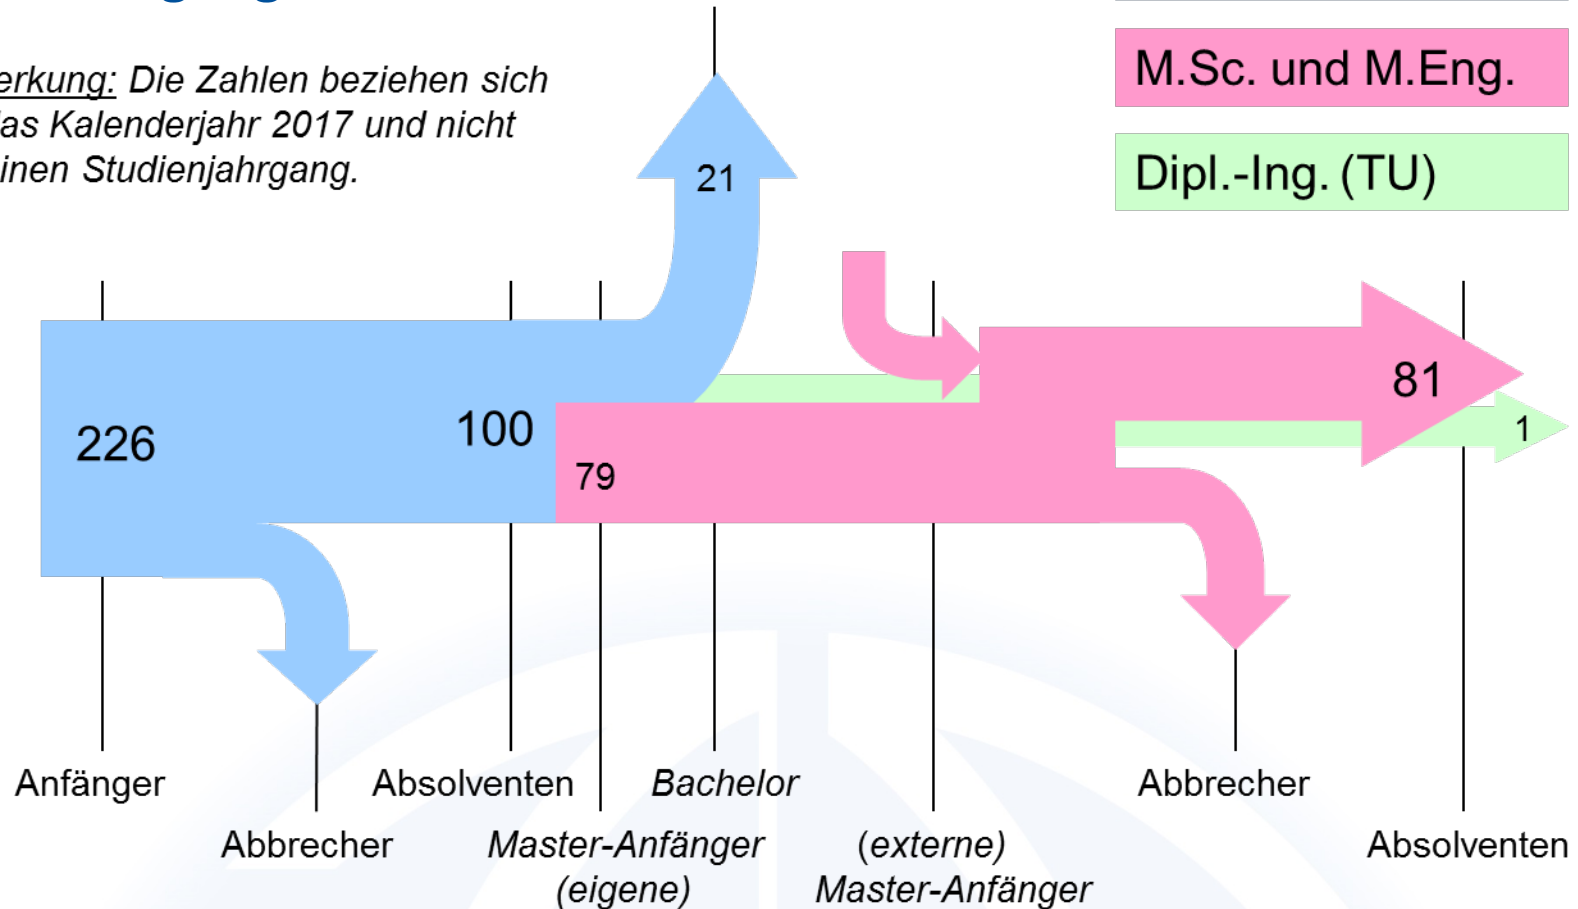 erkung: Die Zahlen beziehen sich
das Kalenderjahr 2017 und nicht
inen Studienjahrgang.
M.Sc. und M.Eng.
Dipl.-Ing. (TU)
21
226
100
79
81
1
Anfänger
Absolventen
Bachelor
Abbrecher
Abbrecher
Master-Anfänger
(eigene)
(externe)
Master-Anfänger
Absolventen